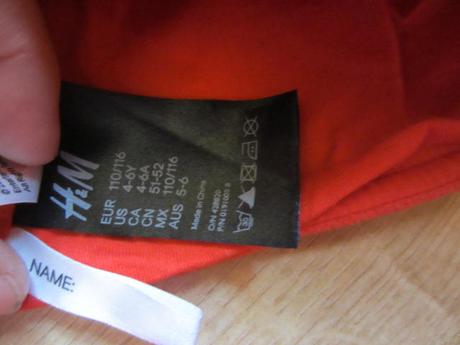 H&M
EUR 110/116
US 4-6Y
CA 4-6A
CN 51-52
MX 110/116
AUS 5-6
Made in China
NAME: